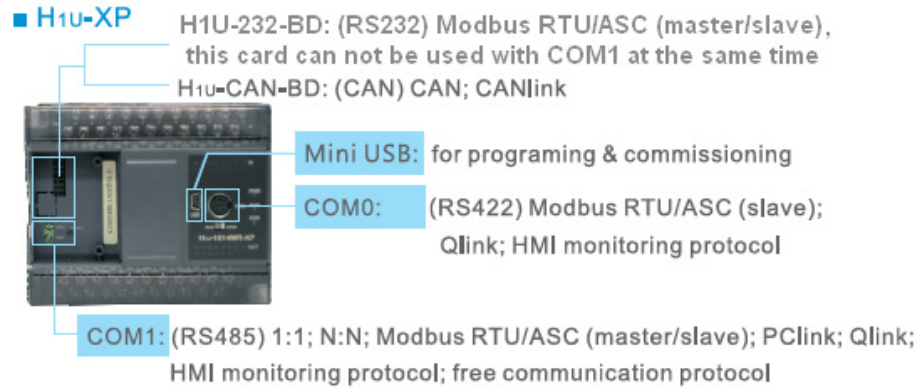 H1U-XP
H1U-232-BD: (RS232) Modbus RTU/ASC (master/slave),
this card can not be used with COM1 at the same time
H1U-CAN-BD: (CAN) CAN; CANlink
Mini USB: for programing & commissioning
COM0: (RS422) Modbus RTU/ASC (slave);
Qlink; HMI monitoring protocol
H1U-1614MR-XP
COM1: (RS485) 1:1; N:N; Modbus RTU/ASC (master/slave); PClink; Qlink;
HMI monitoring protocol; free communication protocol